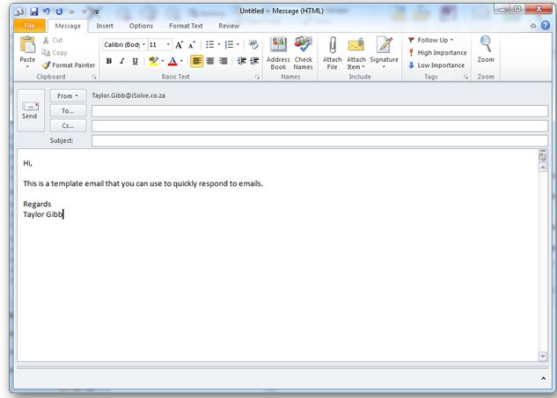 Untitled - Message (HTML)
File Message Insert Options Format Text Review
Paste
Cut
Copy
Format Painter
Clipboard
Calibri (Body) 11
B I U
Basic Text
Address Book
Check Names
Names
Attach File
Attach Item
Signature
Include
Follow Up
High Importance
Low Importance
Tags
Zoom
Zoom
Send
From Taylor.Gibb@iSolve.co.za
To...
Cc...
Subject:
Hi,
This is a template email that you can use to quickly respond to emails.
Regards
Taylor Gibb